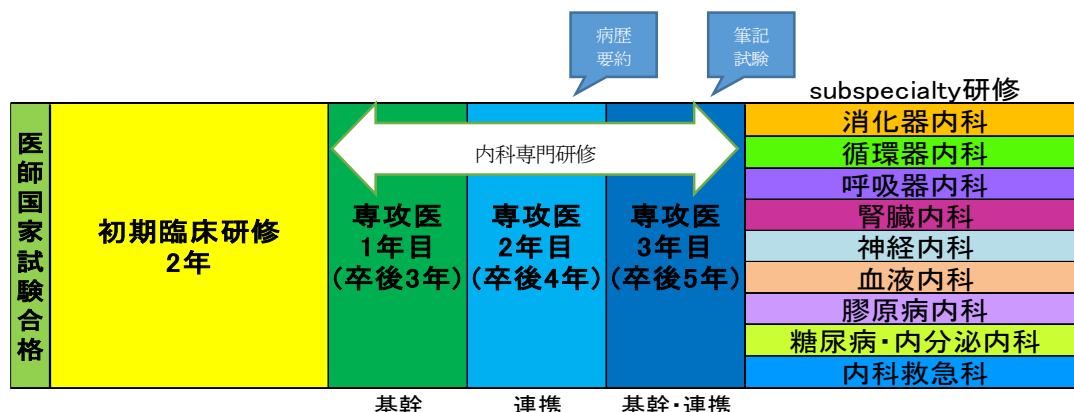 病歴
要約
筆記
試験
subspecialty研修
医師国家試験合格
初期臨床研修
2年
内科専門研修
専攻医
1年目
(卒後3年)
専攻医
2年目
(卒後4年)
専攻医
3年目
(卒後5年)
消化器内科
循環器内科
呼吸器内科
腎臓内科
神経内科
血液内科
膠原病内科
糖尿病・内分泌内科
内科救急科
基幹
連携
基幹・連携